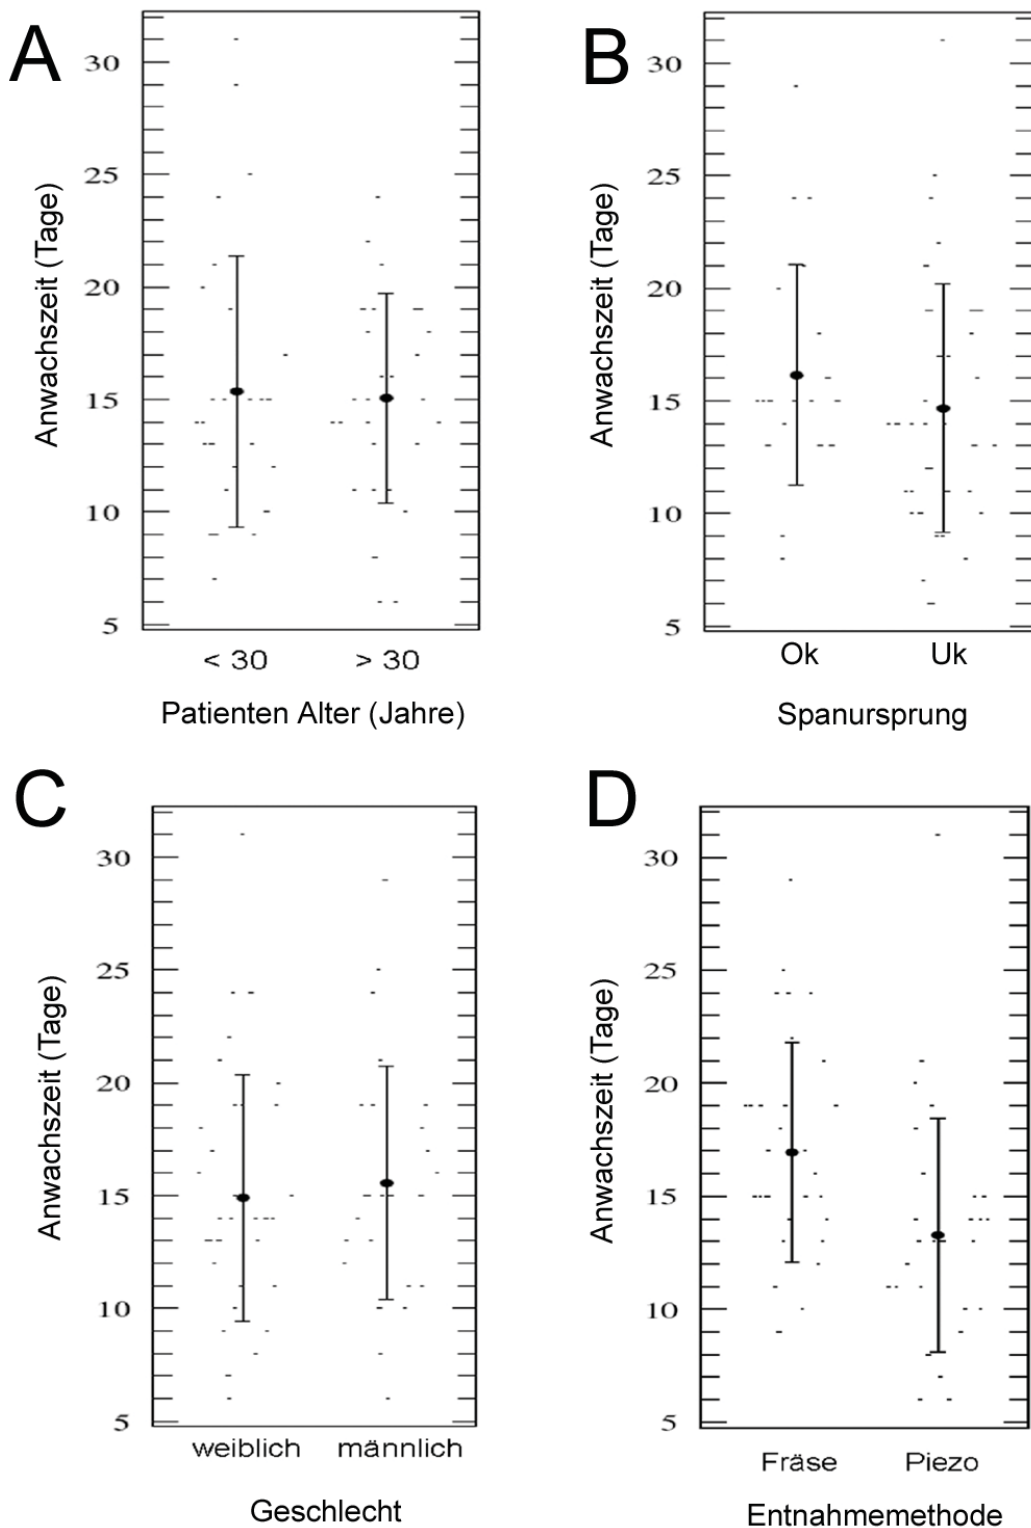 A
30
25
20
15
10
5
Anwachszeit (Tage)
< 30
> 30
Patienten Alter (Jahre)
B
30
25
20
15
10
5
Anwachszeit (Tage)
Ok
Uk
Spanursprung
C
30
25
20
15
10
5
Anwachszeit (Tage)
weiblich
männlich
Geschlecht
D
30
25
20
15
10
5
Anwachszeit (Tage)
Fräse
Piezo
Entnahmemethode